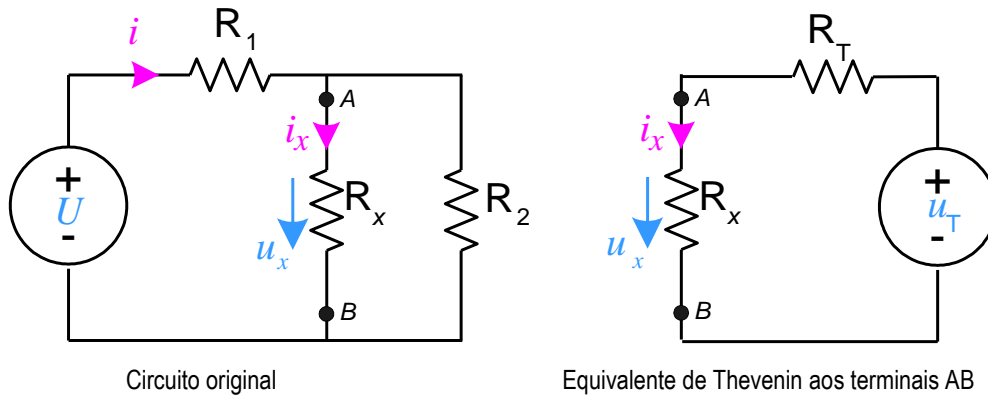 i
R1
A
ix
+
U
-
Rx
ux
R2
B
Circuito original
RT
A
ix
Rx
ux
+
uT
-
B
Equivalente de Thevenin aos terminais AB